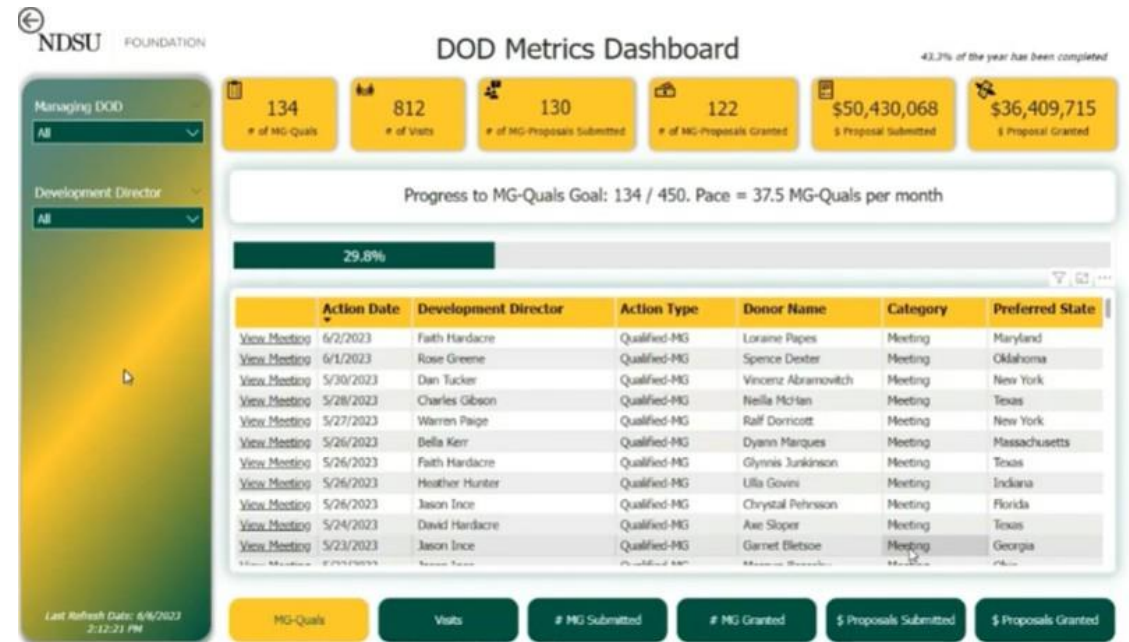 NDSU FOUNDATION
DOD Metrics Dashboard
43.3% of the year has been completed
Managing DOD
All
Development Director
All
134
# of MG-Quals
812
# of Visits
130
# of MG-Proposals Submitted
122
# of MG-Proposals Granted
$50,430,068
$ Proposal Submitted
$36,409,715
$ Proposal Granted
Progress to MG-Quals Goal: 134 / 450. Pace = 37.5 MG-Quals per month
29.8%
Action Date Development Director Action Type Donor Name Category Preferred State
View Meeting 6/2/2023 Faith Hardacre Qualified-MG Loraine Papes Meeting Maryland
View Meeting 6/1/2023 Rose Greene Qualified-MG Spence Dexter Meeting Oklahoma
View Meeting 5/30/2023 Dan Tucker Qualified-MG Vincenz Abramovitch Meeting New York
View Meeting 5/28/2023 Charles Gibson Qualified-MG Neilla McHan Meeting Texas
View Meeting 5/27/2023 Warren Paige Qualified-MG Ralf Dorricott Meeting New York
View Meeting 5/26/2023 Bella Kerr Qualified-MG Dyann Marques Meeting Massachusetts
View Meeting 5/26/2023 Faith Hardacre Qualified-MG Glynnis Junkinson Meeting Texas
View Meeting 5/26/2023 Heather Hunter Qualified-MG Ulla Govini Meeting Indiana
View Meeting 5/26/2023 Jason Ince Qualified-MG Chrystal Pehrsson Meeting Florida
View Meeting 5/24/2023 David Hardacre Qualified-MG Axe Sloper Meeting Texas
View Meeting 5/23/2023 Jason Ince Qualified-MG Garnet Bletsoe Meeting Georgia
Last Refresh Date: 6/6/2023
2:12:21 PM
MG-Quals
Visits
# MG Submitted
# MG Granted
$ Proposals Submitted
$ Proposals Granted